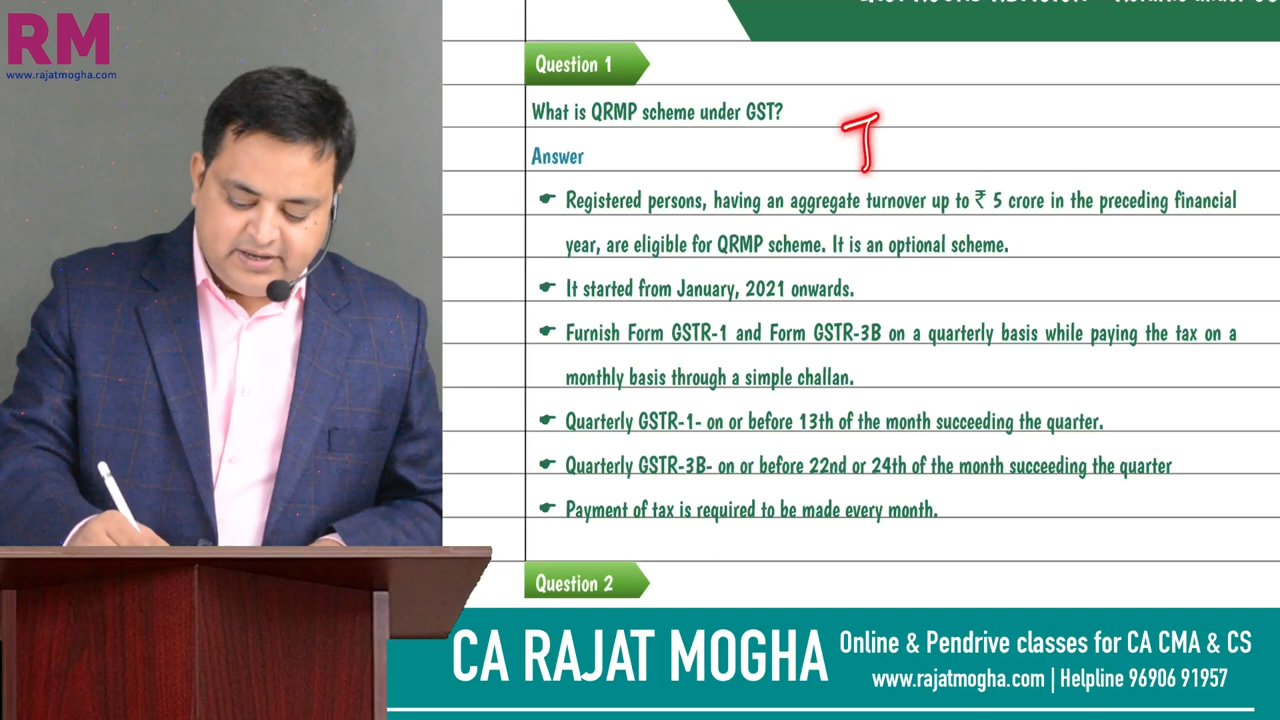 RM
www.rajatmogha.com
Question 1
What is QRMP scheme under GST?
T
Answer
☛ Registered persons, having an aggregate turnover up to ₹ 5 crore in the preceding financial
year, are eligible for QRMP scheme. It is an optional scheme.
☛ It started from January, 2021 onwards.
☛ Furnish Form GSTR-1 and Form GSTR-3B on a quarterly basis while paying the tax on a
monthly basis through a simple challan.
☛ Quarterly GSTR-1- on or before 13th of the month succeeding the quarter.
☛ Quarterly GSTR-3B- on or before 22nd or 24th of the month succeeding the quarter
☛ Payment of tax is required to be made every month.
Question 2
CA RAJAT MOGHA
Online & Pendrive classes for CA CMA & CS
www.rajatmogha.com | Helpline 96906 91957